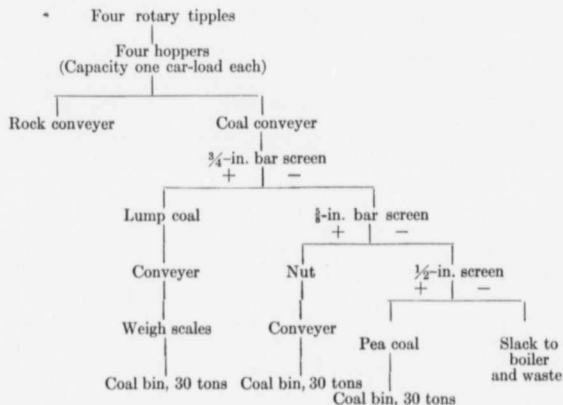 Four rotary tipples
Four hoppers
(Capacity one car-load each)
Rock conveyer
Coal conveyer
¾-in. bar screen
+ −
Lump coal
⅝-in. bar screen
+ −
Conveyer
Nut
½-in. screen
+ −
Weigh scales
Conveyer
Pea coal
Slack to
boiler
and waste
Coal bin, 30 tons
Coal bin, 30 tons
Coal bin, 30 tons